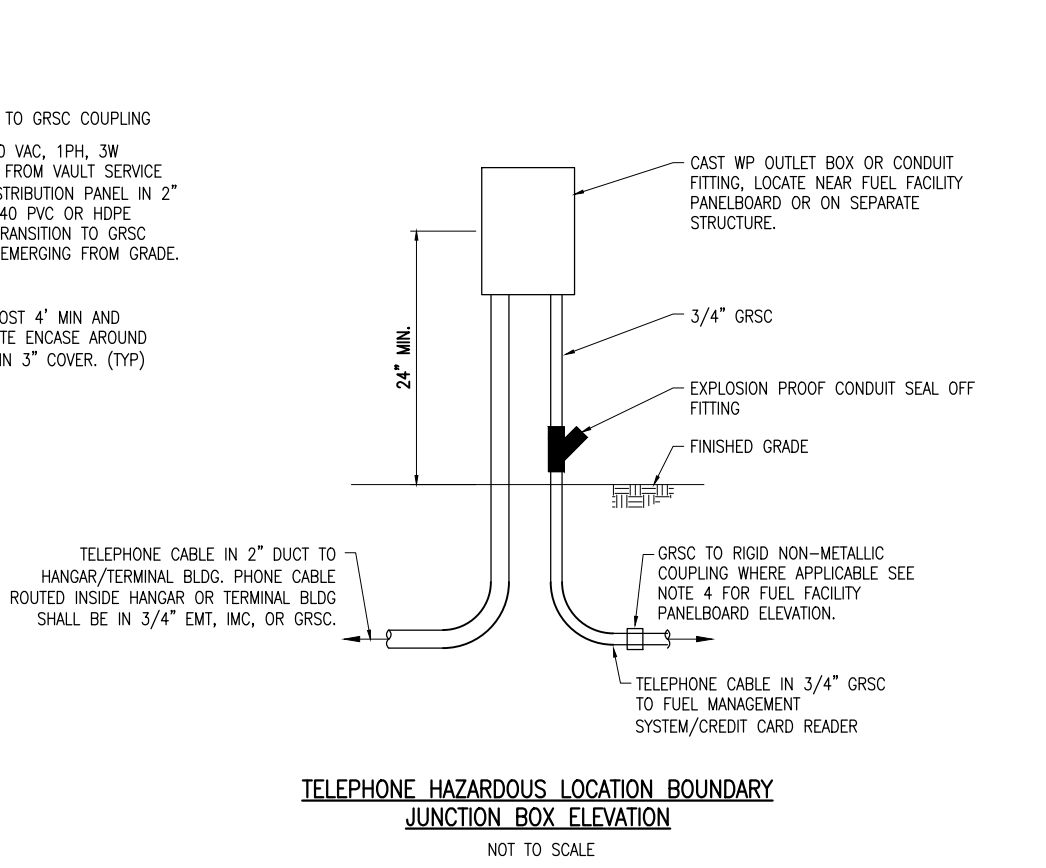 TO GRSC COUPLING
VAC, 1PH, 3W
FROM VAULT SERVICE
PANEL IN 2"
40 PVC OR HDPE
TO GRSC
EMERGING FROM GRADE.
4' MIN AND
ENCASE AROUND
3" COVER. (TYP)
CAST WP OUTLET BOX OR CONDUIT
FITTING, LOCATE NEAR FUEL FACILITY
PANELBOARD OR ON SEPARATE
STRUCTURE.
24" MIN.
3/4" GRSC
EXPLOSION PROOF CONDUIT SEAL OFF
FITTING
FINISHED GRADE
TELEPHONE CABLE IN 2" DUCT TO
HANGAR/TERMINAL BLDG. PHONE CABLE
ROUTED INSIDE HANGAR OR TERMINAL BLDG
SHALL BE IN 3/4" EMT, IMC, OR GRSC.
GRSC TO RIGID NON-METALLIC
COUPLING WHERE APPLICABLE SEE
NOTE 4 FOR FUEL FACILITY
PANELBOARD ELEVATION.
TELEPHONE CABLE IN 3/4" GRSC
TO FUEL MANAGEMENT
SYSTEM/CREDIT CARD READER
TELEPHONE HAZARDOUS LOCATION BOUNDARY
JUNCTION BOX ELEVATION
NOT TO SCALE